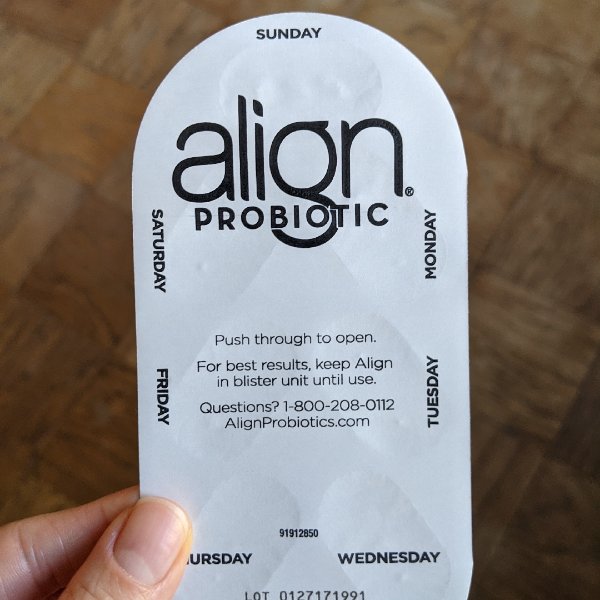 SUNDAY
align®
PROBIOTIC
SATURDAY
MONDAY
Push through to open.
For best results, keep Align
in blister unit until use.
FRIDAY
TUESDAY
Questions? 1-800-208-0112
AlignProbiotics.com
91912850
URSDAY
WEDNESDAY
LOT 0127171991